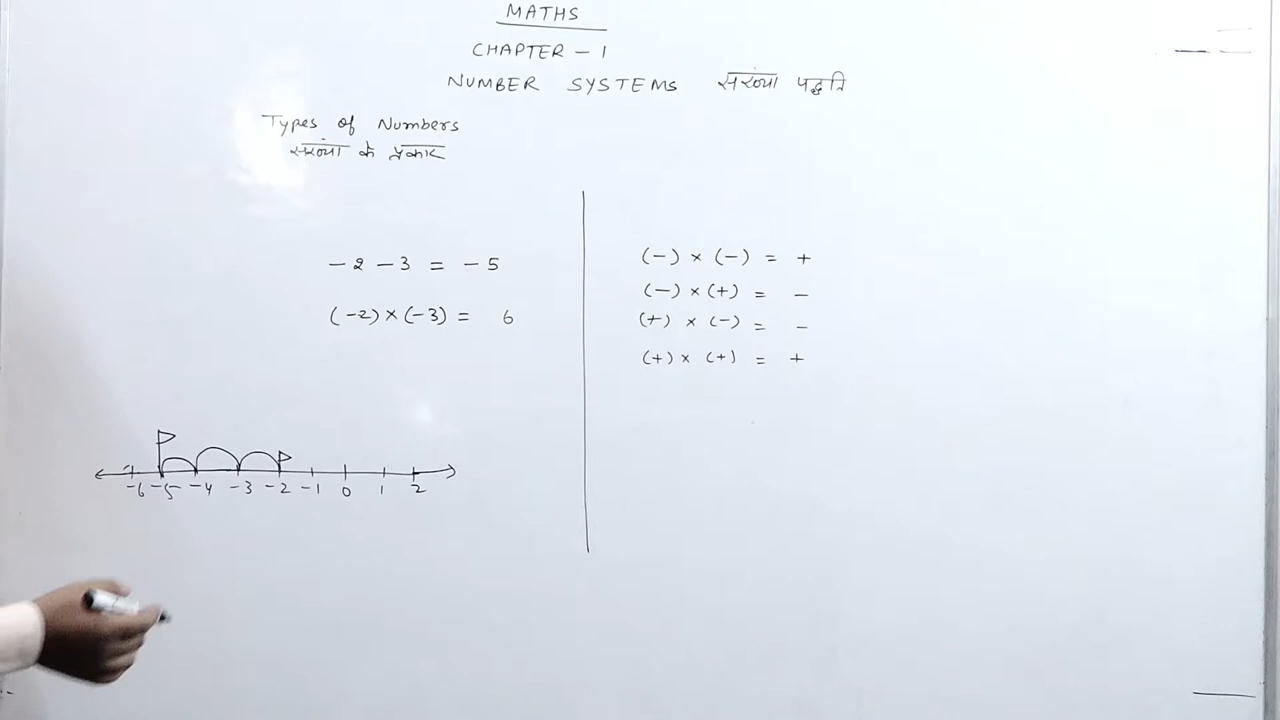 MATHS
CHAPTER - 1
NUMBER SYSTEMS संख्या पद्धति
Types of Numbers
संख्या के प्रकार
-2 -3 = -5
(-2) × (-3) = 6
(-) × (-) = +
(-) × (+) = -
(+) × (-) = -
(+) × (+) = +
-6 -5 -4 -3 -2 -1 0 1 2